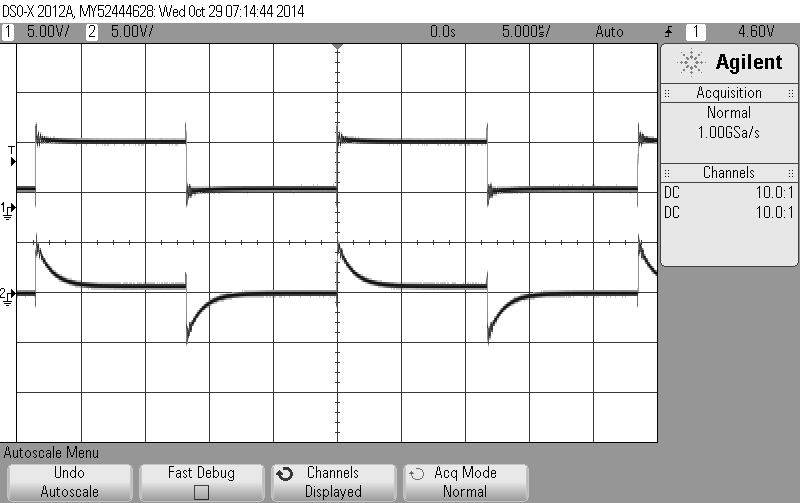 DSO-X 2012A, MY52444628: Wed Oct 29 07:14:44 2014
1 5.00V/ 2 5.00V/ 0.0s 5.000us/ Auto 1 4.60V
Agilent
Acquisition
Normal
1.00GSa/s
Channels
DC 10.0:1
DC 10.0:1
T
1
2
Autoscale Menu
Undo
Autoscale
Fast Debug
Channels
Displayed
Acq Mode
Normal